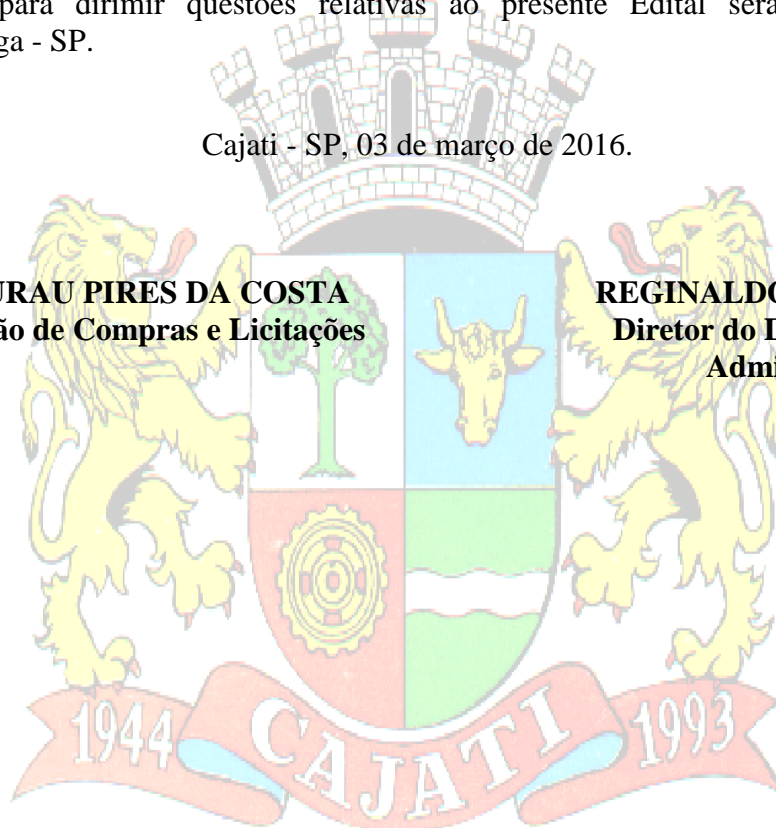 para dirimir questões relativas ao presente Edital será
ga - SP.
Cajati - SP, 03 de março de 2016.
URAU PIRES DA COSTA
ão de Compras e Licitações
REGINALDO
Diretor do D
Admi
1944 CAJATI 1993